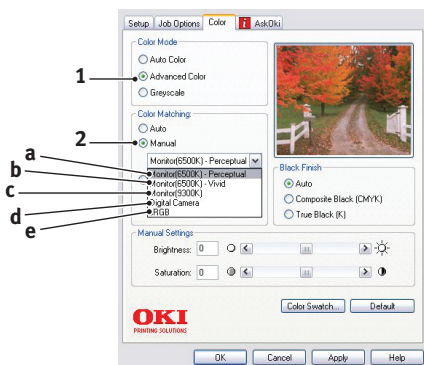 Setup Job Options Color AskOki
Color Mode
Auto Color
1 Advanced Color
Greyscale
Color Matching:
Auto
2 Manual
Monitor(6500K) - Perceptual
a Monitor(6500K) - Perceptual
b Monitor(6500K) - Vivid
c Monitor(9300K)
d Digital Camera
e sRGB
Black Finish
Auto
Composite Black (CMYK)
True Black (K)
Manual Settings
Brightness: 0
Saturation: 0
Color Swatch... Default
OKI
PRINTING SOLUTIONS
OK Cancel Apply Help